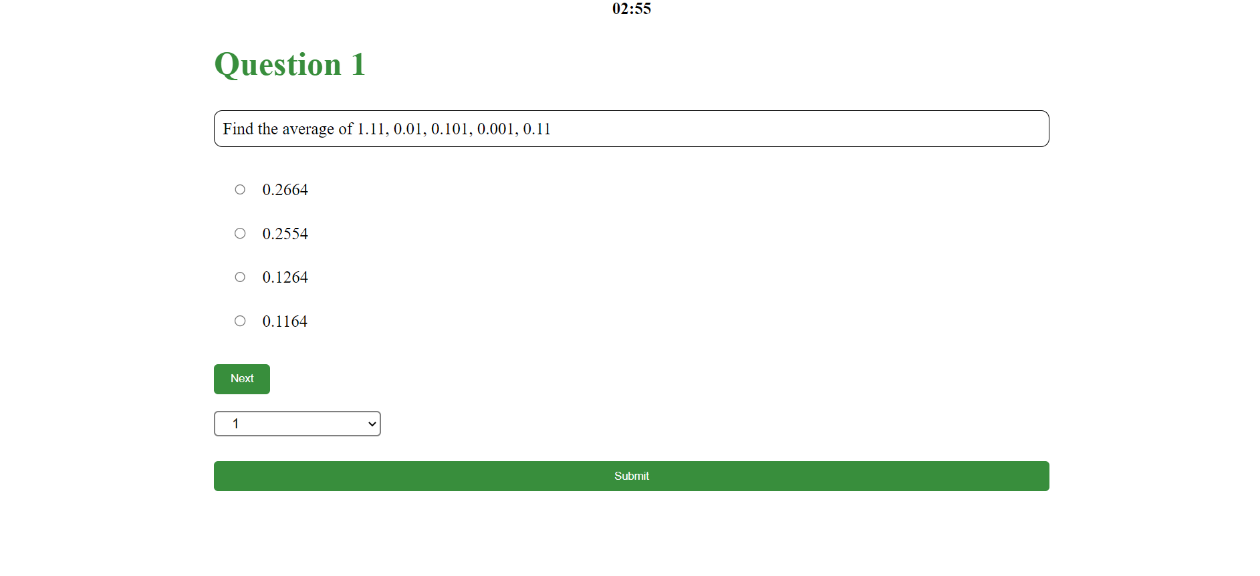 02:55
Question 1
Find the average of 1.11, 0.01, 0.101, 0.001, 0.11
0.2664
0.2554
0.1264
0.1164
Next
1
Submit